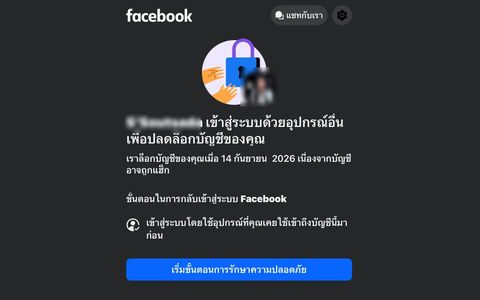 facebook
แชทกับเรา
เข้าสู่ระบบด้วยอุปกรณ์อื่น
เพื่อปลดล็อกบัญชีของคุณ
เราล็อกบัญชีของคุณเมื่อ 14 กันยายน 2026 เนื่องจากบัญชี
อาจถูกแฮ็ก
ขั้นตอนในการกลับเข้าสู่ระบบ Facebook
เข้าสู่ระบบโดยใช้อุปกรณ์ที่คุณเคยใช้เข้าถึงบัญชีนี้มา
ก่อน
เริ่มขั้นตอนการรักษาความปลอดภัย